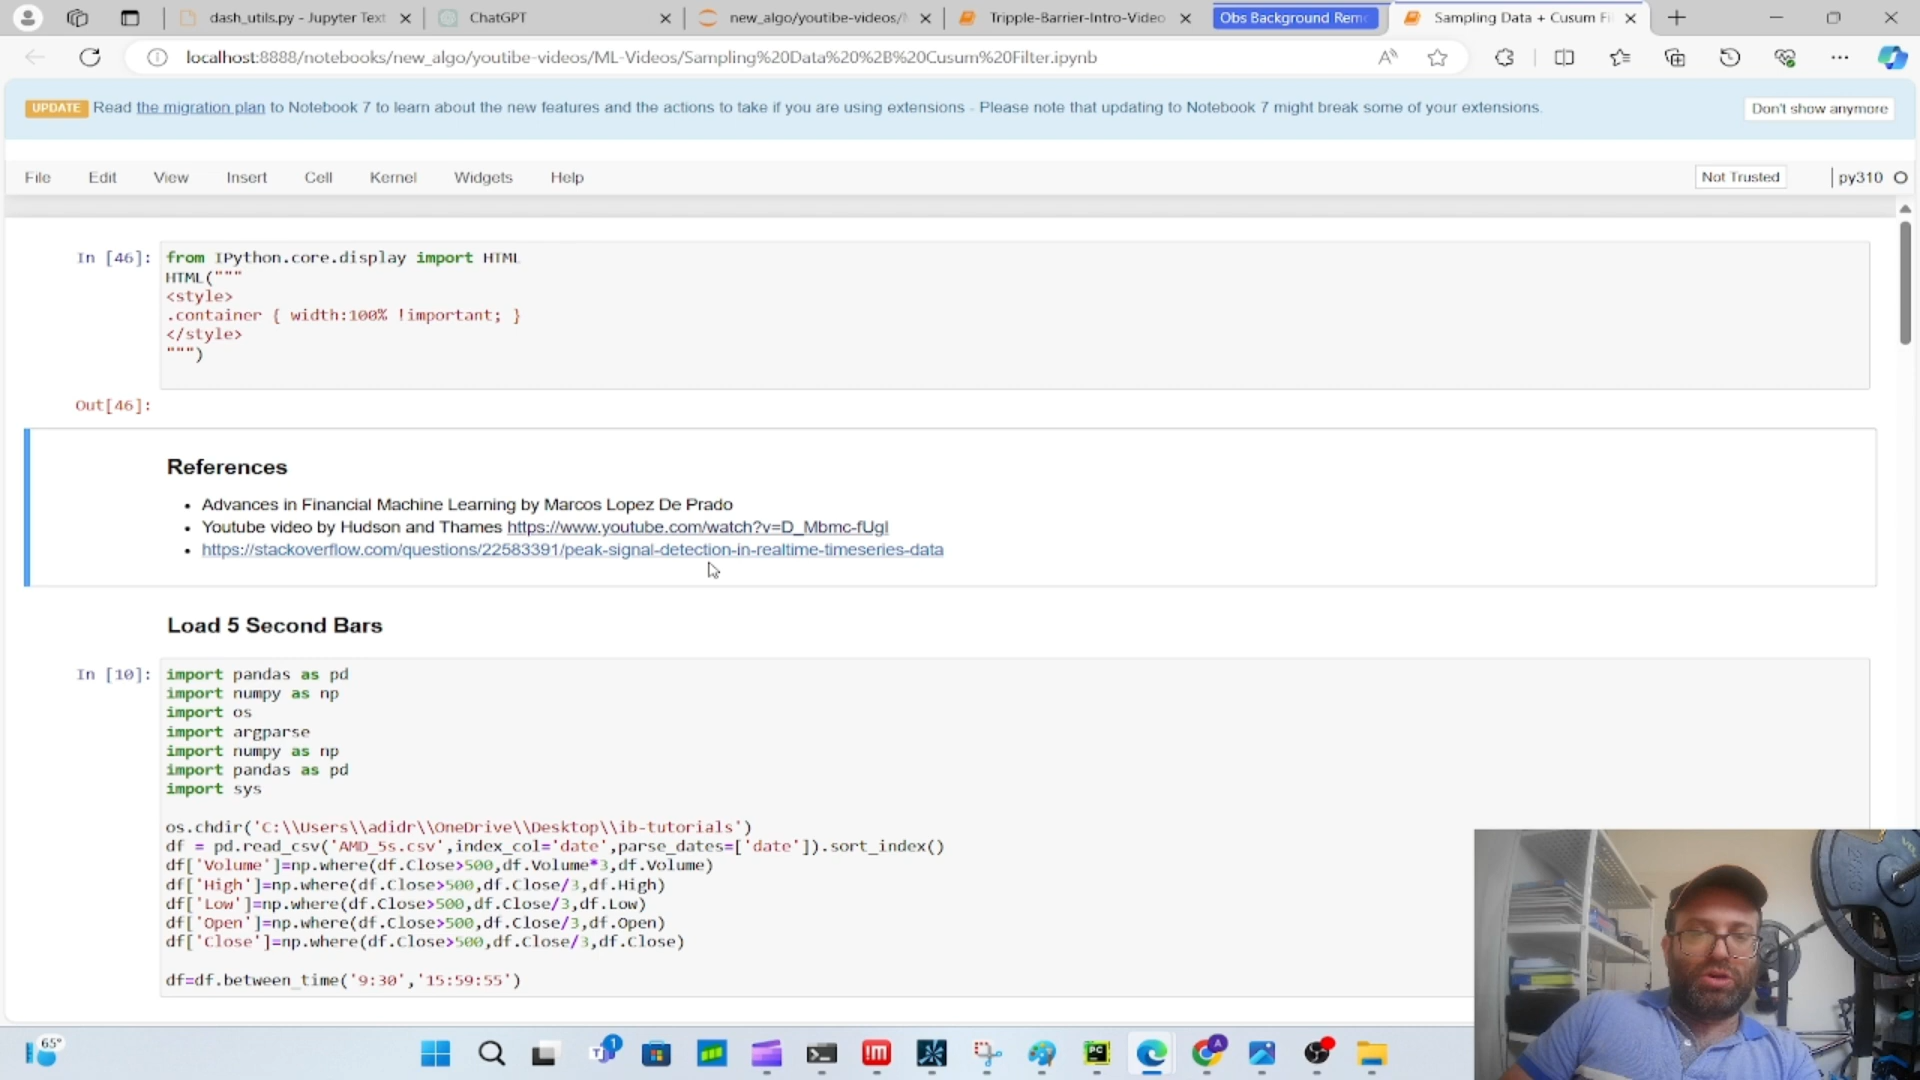 dash_utils.py - Jupyter Text
ChatGPT
new_algo/youtibe-videos/
Tripple-Barrier-Intro-Video
Obs Background Rem
Sampling Data + Cusum Fi
localhost:8888/notebooks/new_algo/youtibe-videos/ML-Videos/Sampling%20Data%20%2B%20Cusum%20Filter.ipynb
UPDATE Read the migration plan to Notebook 7 to learn about the new features and the actions to take if you are using extensions - Please note that updating to Notebook 7 might break some of your extensions.
Don't show anymore
File Edit View Insert Cell Kernel Widgets Help
Not Trusted
py310
In [46]: from IPython.core.display import HTML
HTML("""
<style>
.container { width:100% !important; }
</style>
""")
Out[46]:
References
• Advances in Financial Machine Learning by Marcos Lopez De Prado
• Youtube video by Hudson and Thames https://www.youtube.com/watch?v=D_Mbmc-fUgI
• https://stackoverflow.com/questions/22583391/peak-signal-detection-in-realtime-timeseries-data
Load 5 Second Bars
In [10]: import pandas as pd
import numpy as np
import os
import argparse
import numpy as np
import pandas as pd
import sys
os.chdir('C:\\Users\\adidr\\OneDrive\\Desktop\\ib-tutorials')
df = pd.read_csv('AMD_5s.csv',index_col='date',parse_dates=['date']).sort_index()
df['Volume']=np.where(df.Close>500,df.Volume*3,df.Volume)
df['High']=np.where(df.Close>500,df.Close/3,df.High)
df['Low']=np.where(df.Close>500,df.Close/3,df.Low)
df['Open']=np.where(df.Close>500,df.Close/3,df.Open)
df['Close']=np.where(df.Close>500,df.Close/3,df.Close)
df=df.between_time('9:30','15:59:55')
65°